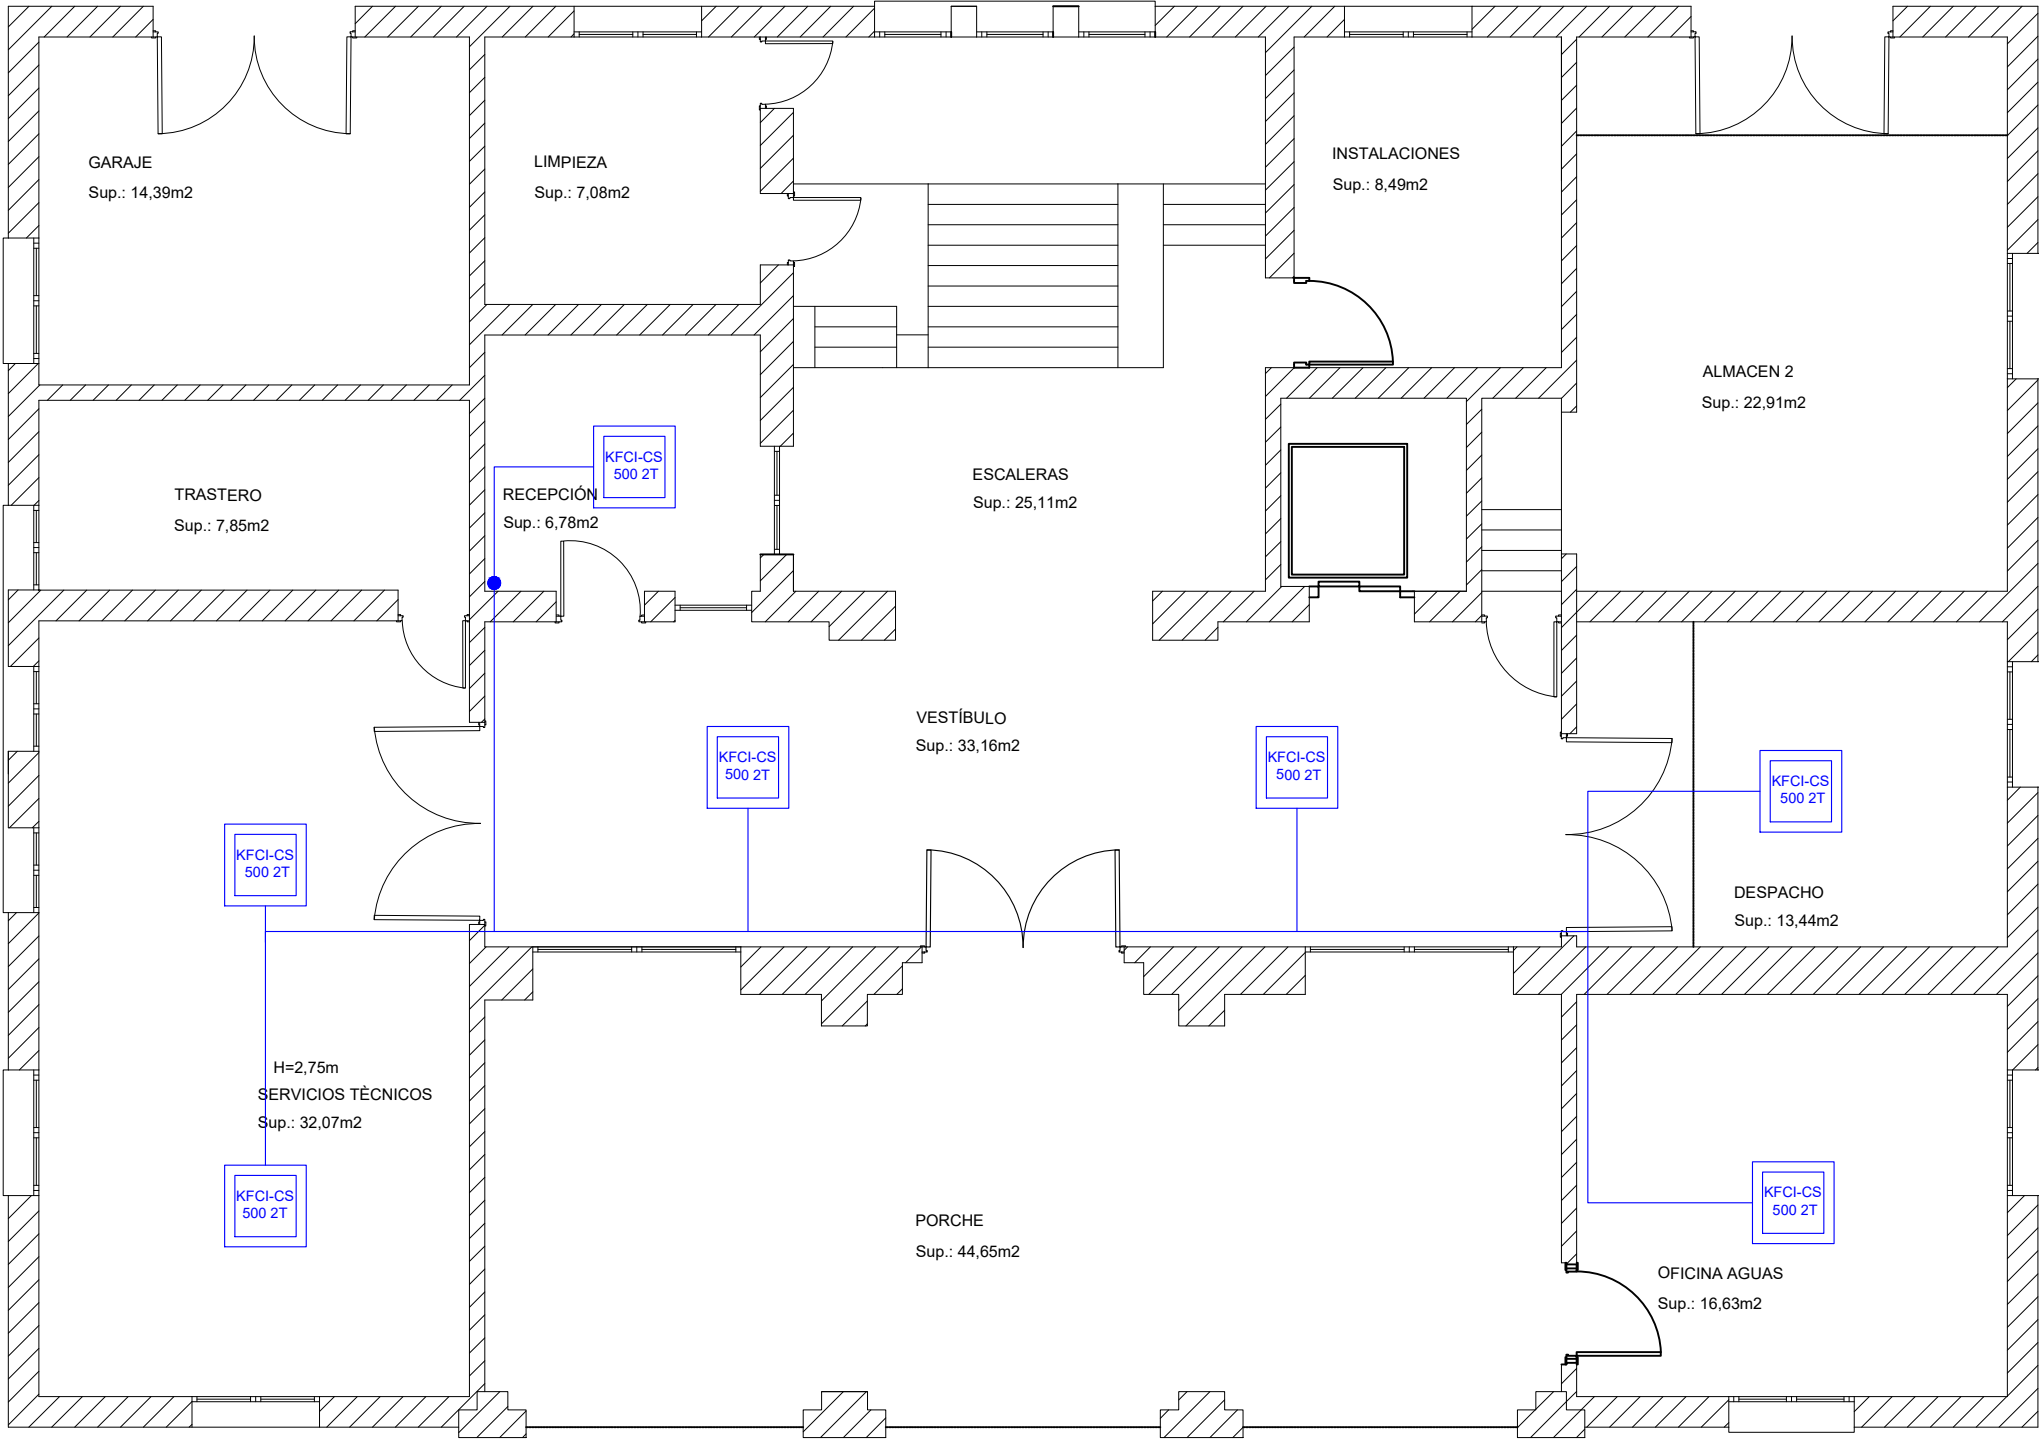 GARAJE
Sup.: 14,39m2
LIMPIEZA
Sup.: 7,08m2
INSTALACIONES
Sup.: 8,49m2
ALMACEN 2
Sup.: 22,91m2
TRASTERO
Sup.: 7,85m2
KFCI-CS
500 2T
RECEPCIÓN
Sup.: 6,78m2
ESCALERAS
Sup.: 25,11m2
VESTÍBULO
Sup.: 33,16m2
KFCI-CS
500 2T
KFCI-CS
500 2T
KFCI-CS
500 2T
KFCI-CS
500 2T
DESPACHO
Sup.: 13,44m2
H=2,75m
SERVICIOS TÈCNICOS
Sup.: 32,07m2
KFCI-CS
500 2T
PORCHE
Sup.: 44,65m2
KFCI-CS
500 2T
OFICINA AGUAS
Sup.: 16,63m2